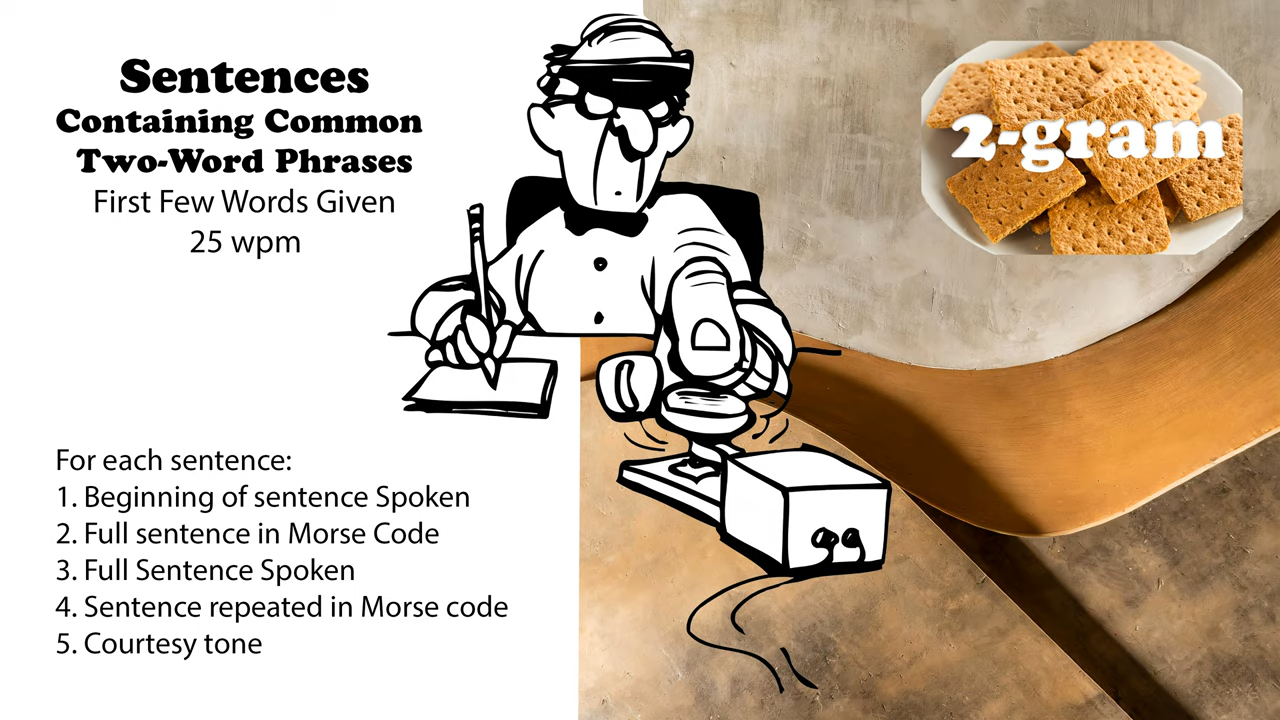 Sentences
Containing Common
Two-Word Phrases
First Few Words Given
25 wpm
2-gram
For each sentence:
1. Beginning of sentence Spoken
2. Full sentence in Morse Code
3. Full Sentence Spoken
4. Sentence repeated in Morse code
5. Courtesy tone